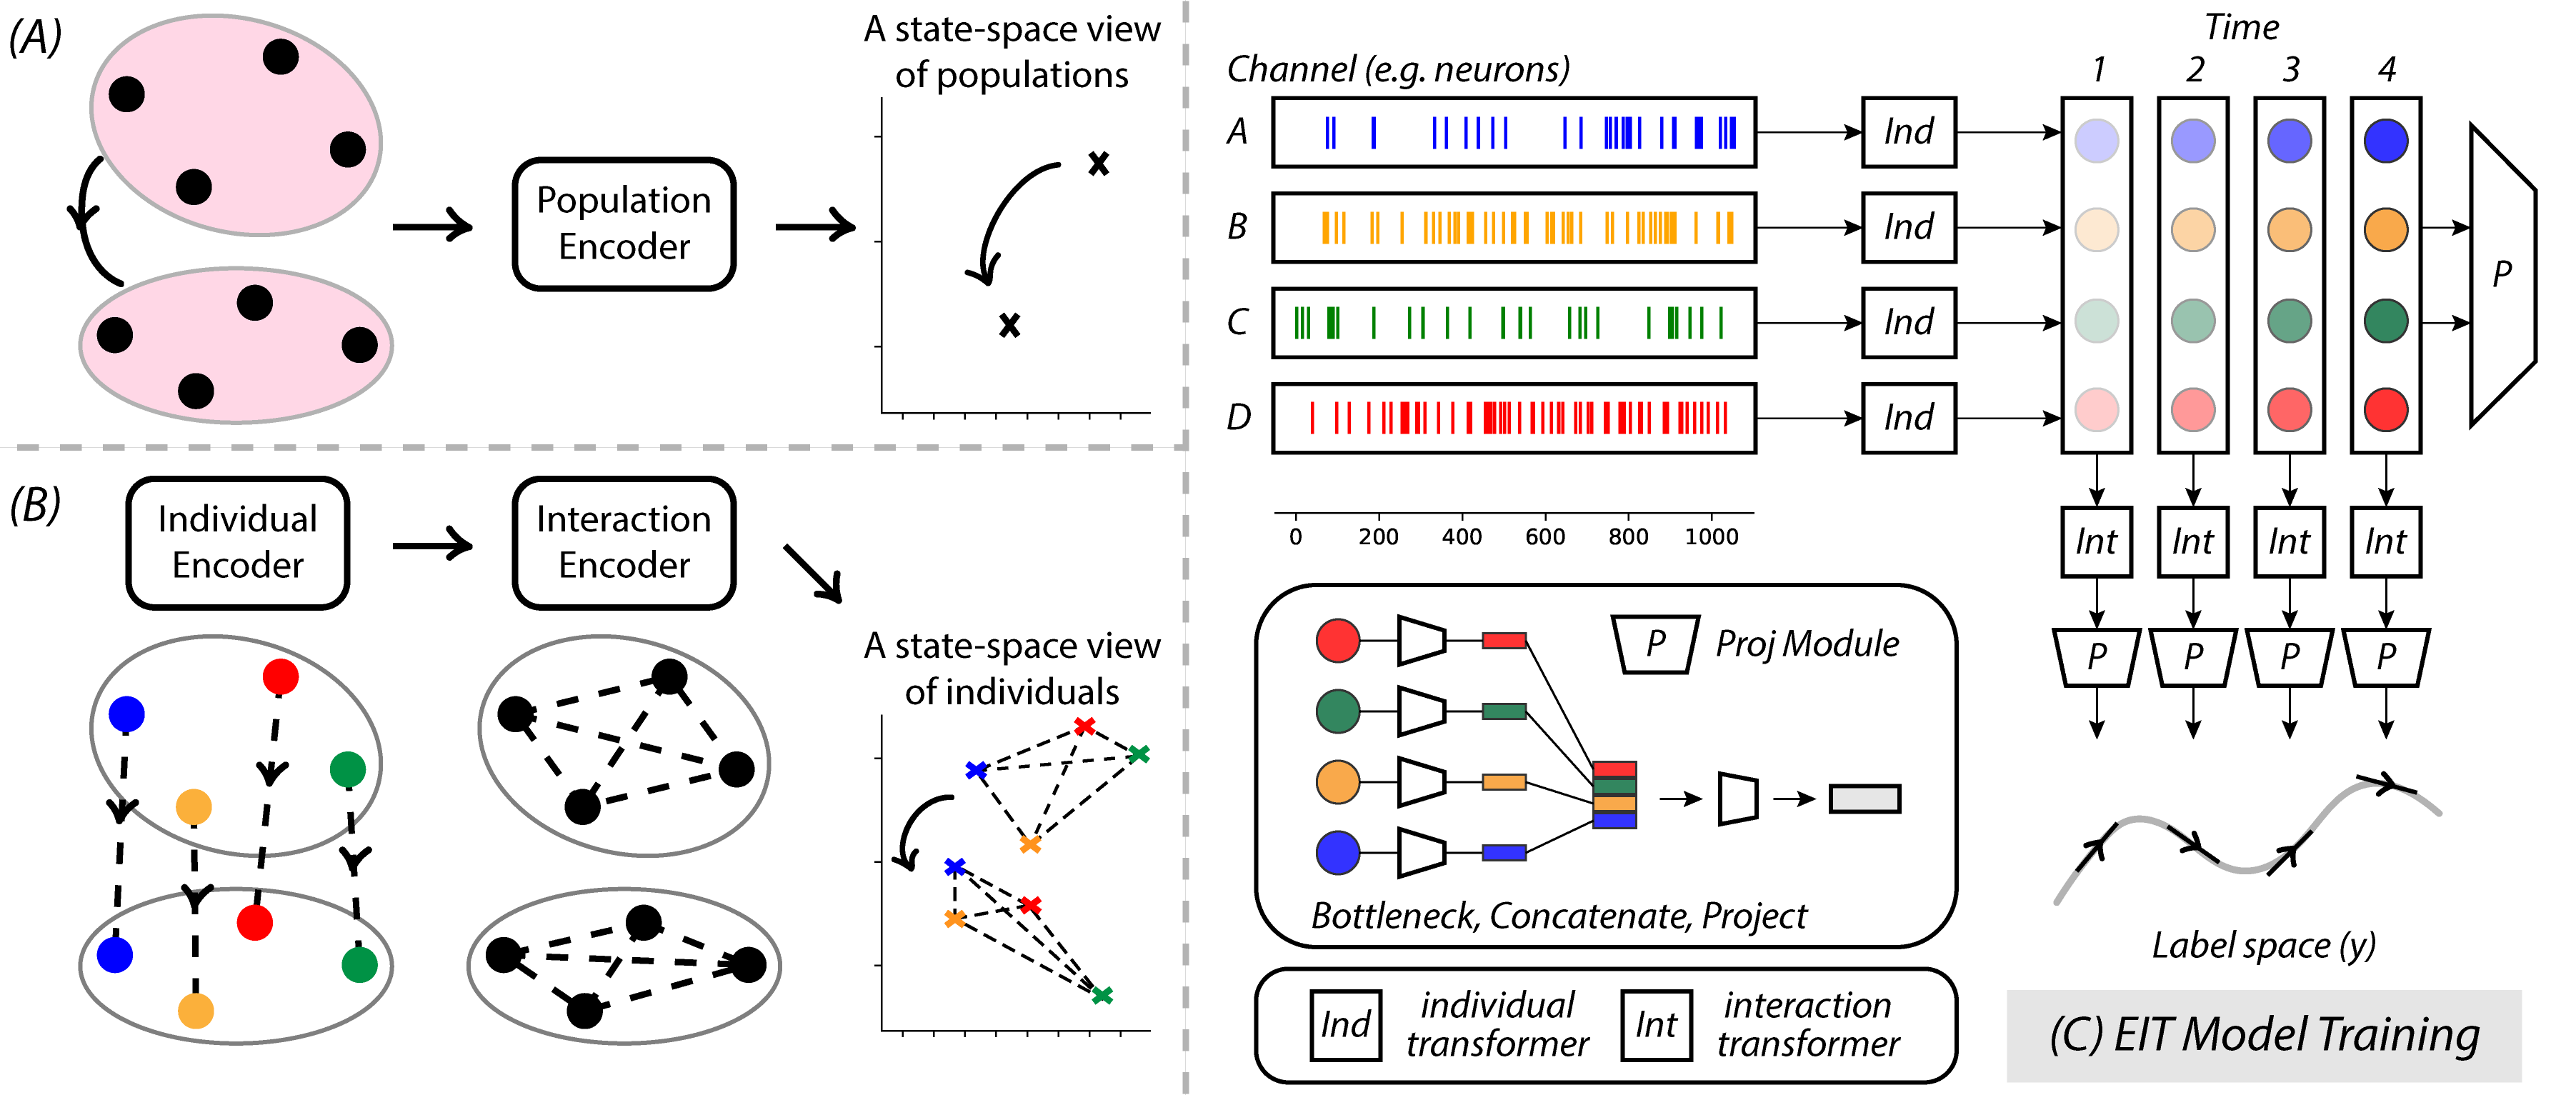 (A)
Population
Encoder
A state-space view
of populations
(B)
Individual
Encoder
Interaction
Encoder
A state-space view
of individuals
Time
Channel (e.g. neurons)
1 2 3 4
A Ind
B Ind
C Ind
D Ind
P
0 200 400 600 800 1000
Int Int Int Int
P P P P
P Proj Module
Bottleneck, Concatenate, Project
Ind individual
transformer
Int interaction
transformer
Label space (y)
(C) EIT Model Training